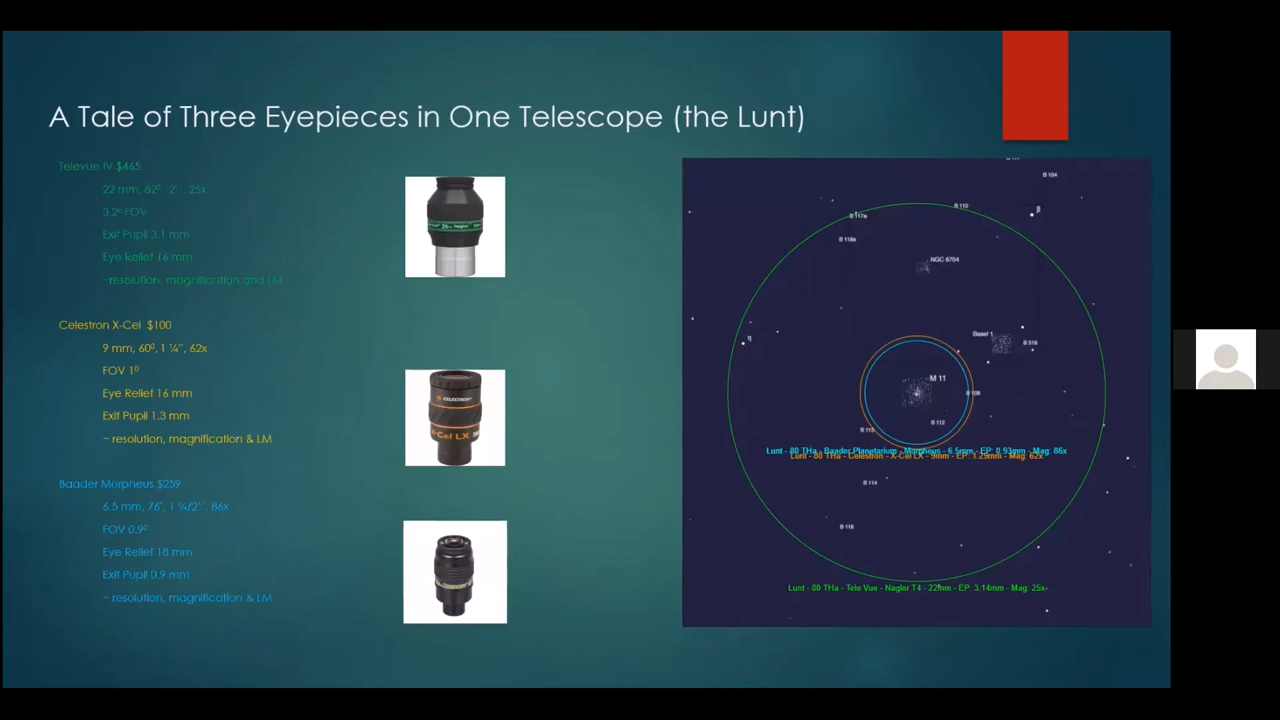 A Tale of Three Eyepieces in One Telescope (the Lunt)
Televue IV $465
22 mm, 82⁰ 2'', 25x
3.2⁰ FOV
Exit Pupil 3.1 mm
Eye Relief 16 mm
~resolution, magnification and LM
Celestron X-Cel $100
9 mm, 60⁰, 1 ¼", 62x
FOV 1⁰
Eye Relief 16 mm
Exit Pupil 1.3 mm
~ resolution, magnification & LM
Baader Morpheus $259
6.5 mm, 76⁰, 1 ¼/2'', 86x
FOV 0.9⁰
Eye Relief 18 mm
Exit Pupil 0.9 mm
~ resolution, magnification & LM
26mm Nagler
CELESTRON
X-Cel LX
B 104
B 110
β
B 117a
B 119a
NGC 6704
Basel 1
B 318
η
M 11
B 108
B 112
Lunt - 80 THa - Baader Planetarium - Morpheus - 6.5mm - EP: 0.93mm - Mag: 86x
Lunt - 80 THa - Celestron - X-Cel LX - 9mm - EP: 1.29mm - Mag: 62x
B 114
B 118
Lunt - 80 THa - Tele Vue - Nagler T4 - 22mm - EP: 3.14mm - Mag: 25x